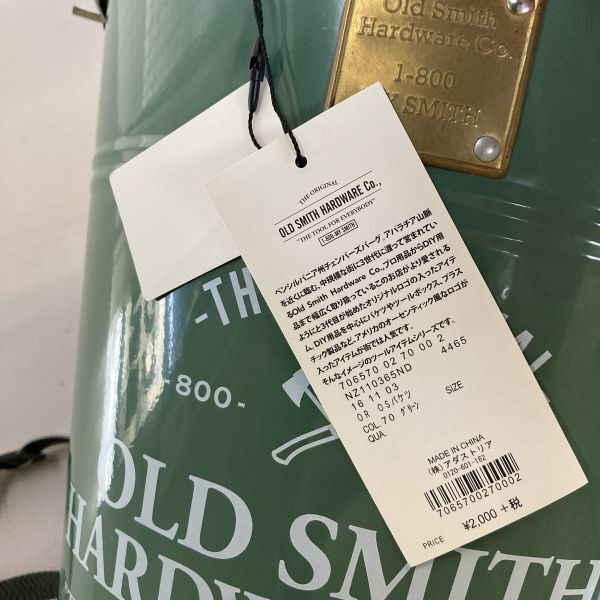 Old Smith
Hardware Co.
1-800
MY SMITH
THE ORIGINAL
OLD SMITH HARDWARE Co.,
"THE TOOL FOR EVERYBODY"
1-800-MY SMITH
ペンシルバニア州チェンバーズバーグ。アパラチア山脈
を近くに臨む、中規模な街に3世代に渡って営まれてい
るOld Smith Hardware Co.,プロ用品からDIY用
品まで幅広く取り扱っているこのお店がより愛される
ようにと3代目が始めたオリジナルロゴの入ったアイテ
ム。DIY用品を中心にバケツやツールボックス、プラス
チック製品など、アメリカのオーセンティック風なロゴが
入ったアイテムが街では人気です。
そんなイメージのツールアイテムシリーズです。
706570 02 70 00 2
NZ110365ND 4465
16 11 03
OR OSバケツ SIZE
COL 70 グリーン
QUA.
MADE IN CHINA
(株)アダストリア
0120-601-162
7065700270002
PRICE ¥2,000 +税
-TH
-800-
OLD SMITH
HARDW